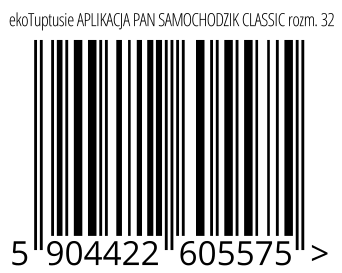 ekoTuptusie APLIKACJA PAN SAMOCHODZIK CLASSIC rozm. 32
5 904422 605575 >